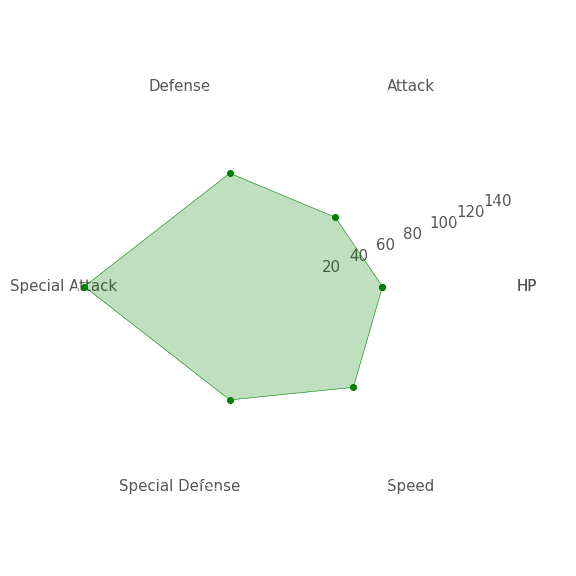 Defense
Attack
140
120
100
80
60
40
20
Special Attack
HP
Special Defense
Speed